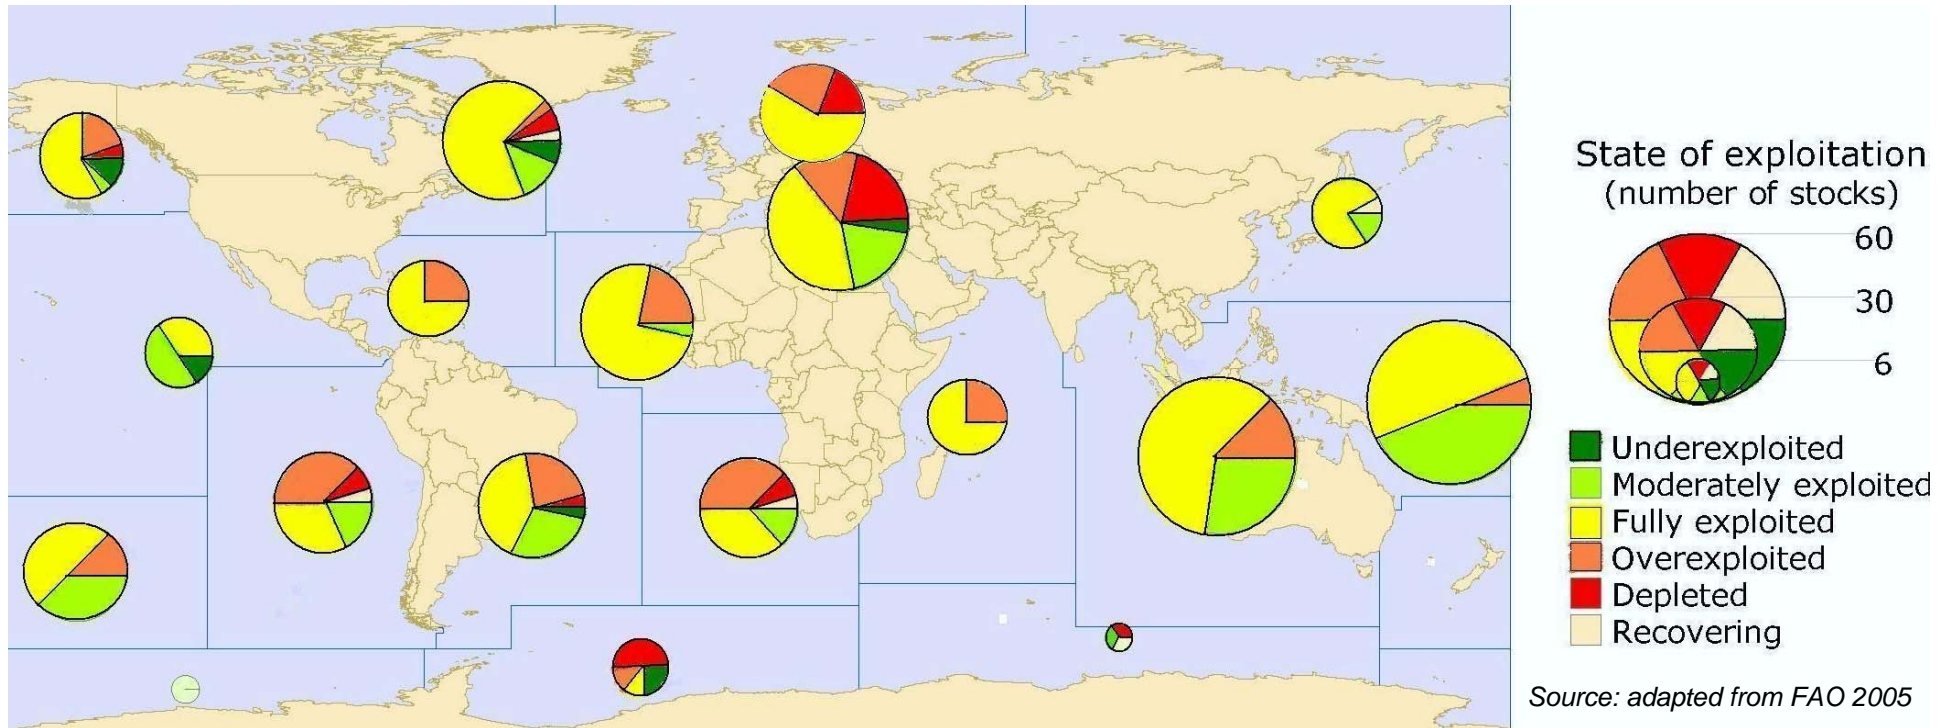 State of exploitation
(number of stocks)
60
30
6
Underexploited
Moderately exploited
Fully exploited
Overexploited
Depleted
Recovering
Source: adapted from FAO 2005